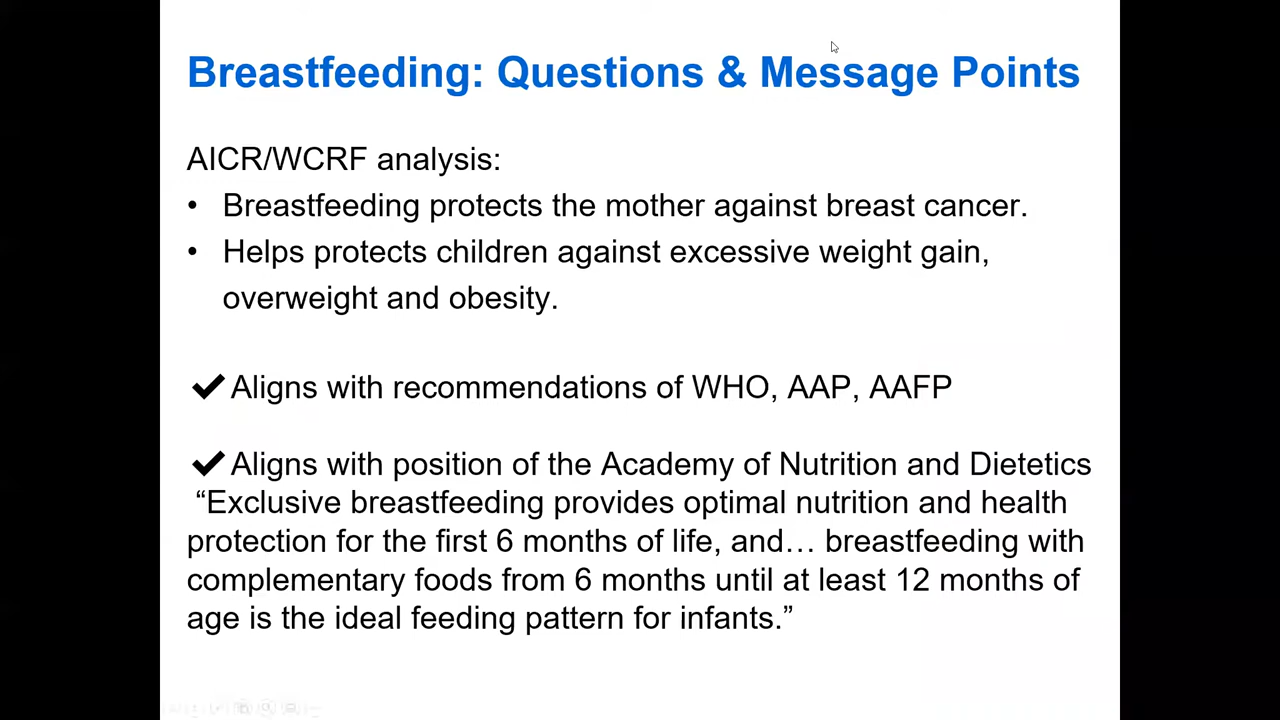 Breastfeeding: Questions & Message Points
AICR/WCRF analysis:
• Breastfeeding protects the mother against breast cancer.
• Helps protects children against excessive weight gain,
overweight and obesity.
✔Aligns with recommendations of WHO, AAP, AAFP
✔Aligns with position of the Academy of Nutrition and Dietetics
“Exclusive breastfeeding provides optimal nutrition and health
protection for the first 6 months of life, and… breastfeeding with
complementary foods from 6 months until at least 12 months of
age is the ideal feeding pattern for infants.”